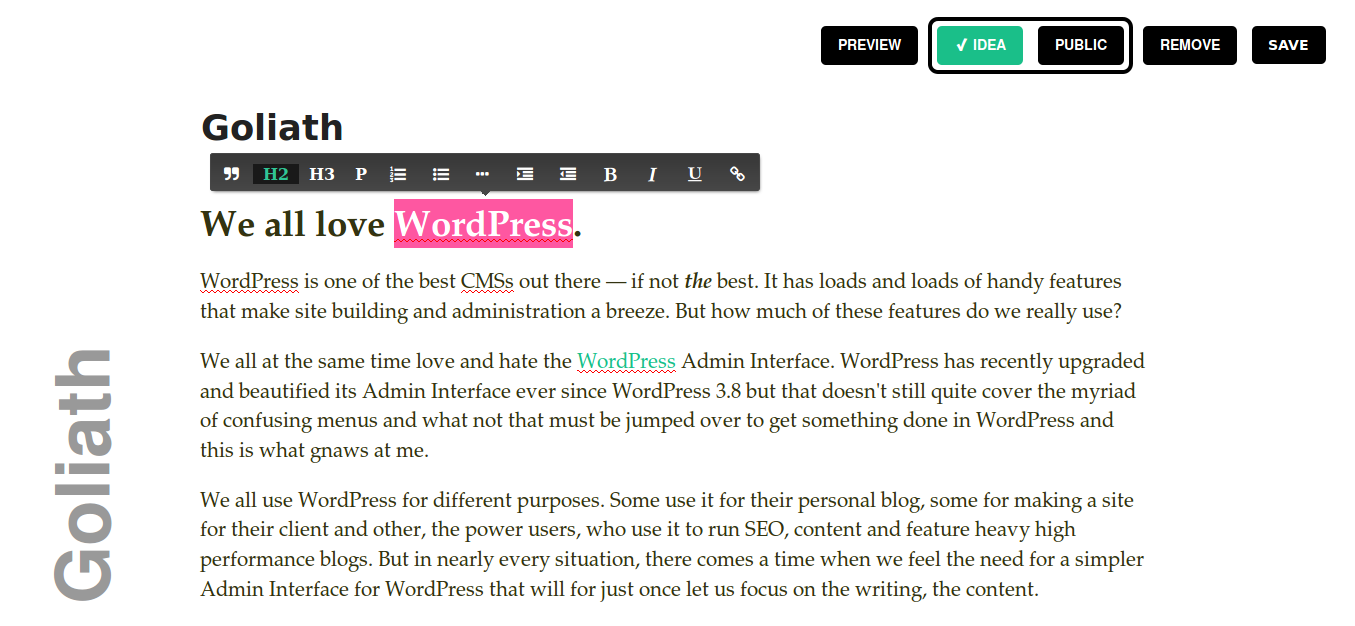 PREVIEW ✓ IDEA PUBLIC REMOVE SAVE
Goliath
H2 H3 P B I U
We all love WordPress.
WordPress is one of the best CMSs out there — if not the best. It has loads and loads of handy features
that make site building and administration a breeze. But how much of these features do we really use?
We all at the same time love and hate the WordPress Admin Interface. WordPress has recently upgraded
and beautified its Admin Interface ever since WordPress 3.8 but that doesn't still quite cover the myriad
of confusing menus and what not that must be jumped over to get something done in WordPress and
this is what gnaws at me.
We all use WordPress for different purposes. Some use it for their personal blog, some for making a site
for their client and other, the power users, who use it to run SEO, content and feature heavy high
performance blogs. But in nearly every situation, there comes a time when we feel the need for a simpler
Admin Interface for WordPress that will for just once let us focus on the writing, the content.
Goliath